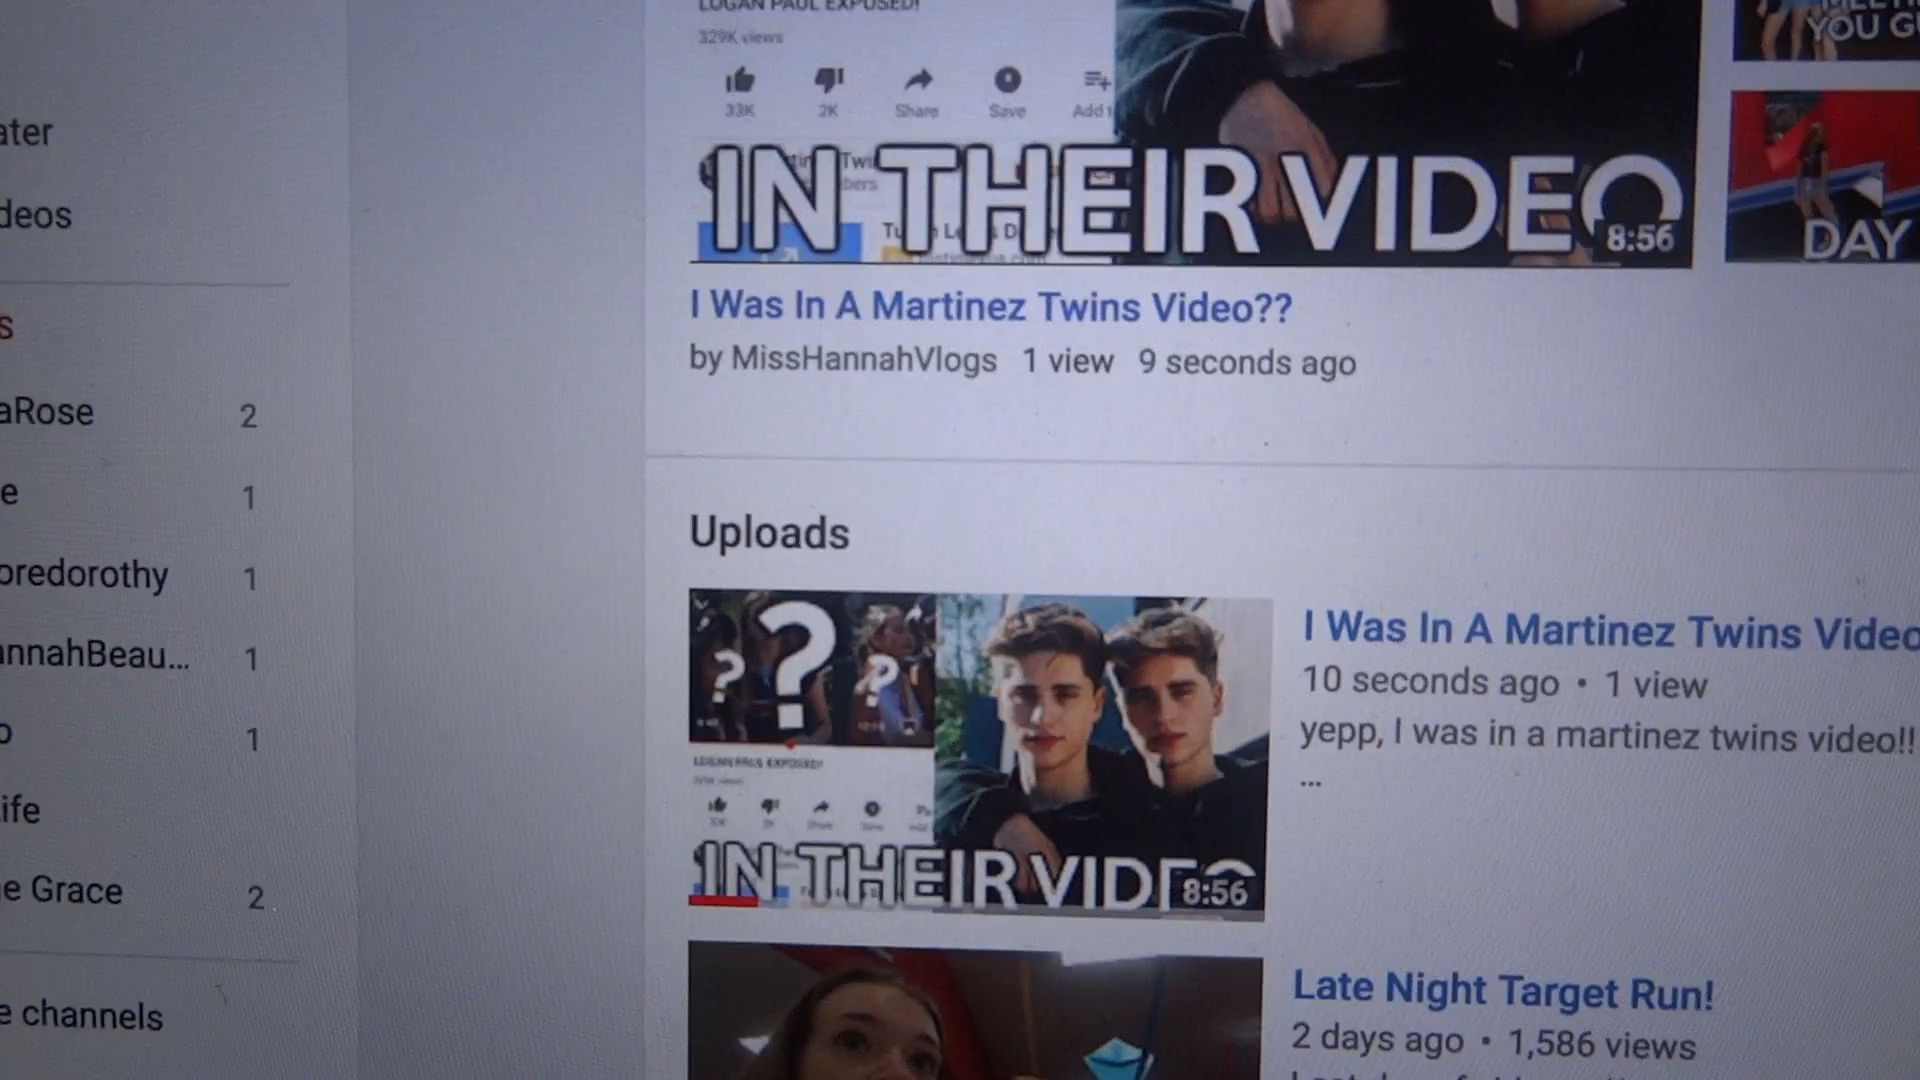 LOGAN PAUL EXPOSED!
329K views
33K 2K Share Save Add
IN THEIR VIDEO
8:56
YOU
DAY
I Was In A Martinez Twins Video??
by MissHannahVlogs 1 view 9 seconds ago
ater
deos
s
aRose 2
e 1
oredorothy 1
annahBeau... 1
o 1
ife
e Grace 2
e channels
Uploads
? ? ?
LOGAN PAUL EXPOSED!
IN THEIR VIDEO
8:56
I Was In A Martinez Twins Video
10 seconds ago • 1 view
yepp, I was in a martinez twins video!!
...
Late Night Target Run!
2 days ago • 1,586 views